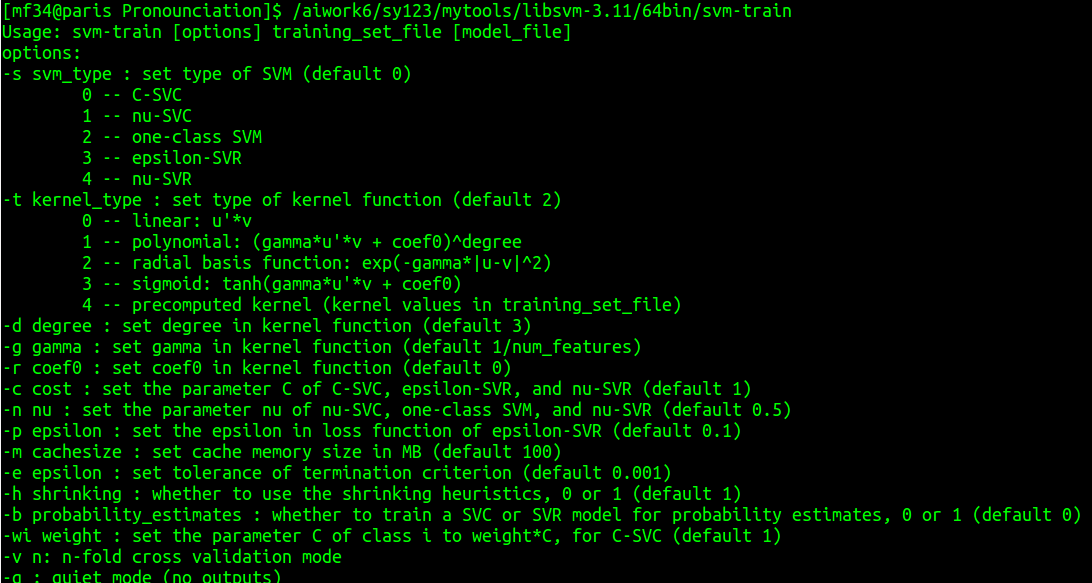 [mf34@paris Pronounciation]$ /aiwork6/sy123/mytools/libsvm-3.11/64bin/svm-train
Usage: svm-train [options] training_set_file [model_file]
options:
-s svm_type : set type of SVM (default 0)
        0 -- C-SVC
        1 -- nu-SVC
        2 -- one-class SVM
        3 -- epsilon-SVR
        4 -- nu-SVR
-t kernel_type : set type of kernel function (default 2)
        0 -- linear: u'*v
        1 -- polynomial: (gamma*u'*v + coef0)^degree
        2 -- radial basis function: exp(-gamma*|u-v|^2)
        3 -- sigmoid: tanh(gamma*u'*v + coef0)
        4 -- precomputed kernel (kernel values in training_set_file)
-d degree : set degree in kernel function (default 3)
-g gamma : set gamma in kernel function (default 1/num_features)
-r coef0 : set coef0 in kernel function (default 0)
-c cost : set the parameter C of C-SVC, epsilon-SVR, and nu-SVR (default 1)
-n nu : set the parameter nu of nu-SVC, one-class SVM, and nu-SVR (default 0.5)
-p epsilon : set the epsilon in loss function of epsilon-SVR (default 0.1)
-m cachesize : set cache memory size in MB (default 100)
-e epsilon : set tolerance of termination criterion (default 0.001)
-h shrinking : whether to use the shrinking heuristics, 0 or 1 (default 1)
-b probability_estimates : whether to train a SVC or SVR model for probability estimates, 0 or 1 (default 0)
-wi weight : set the parameter C of class i to weight*C, for C-SVC (default 1)
-v n: n-fold cross validation mode
-q : quiet mode (no outputs)